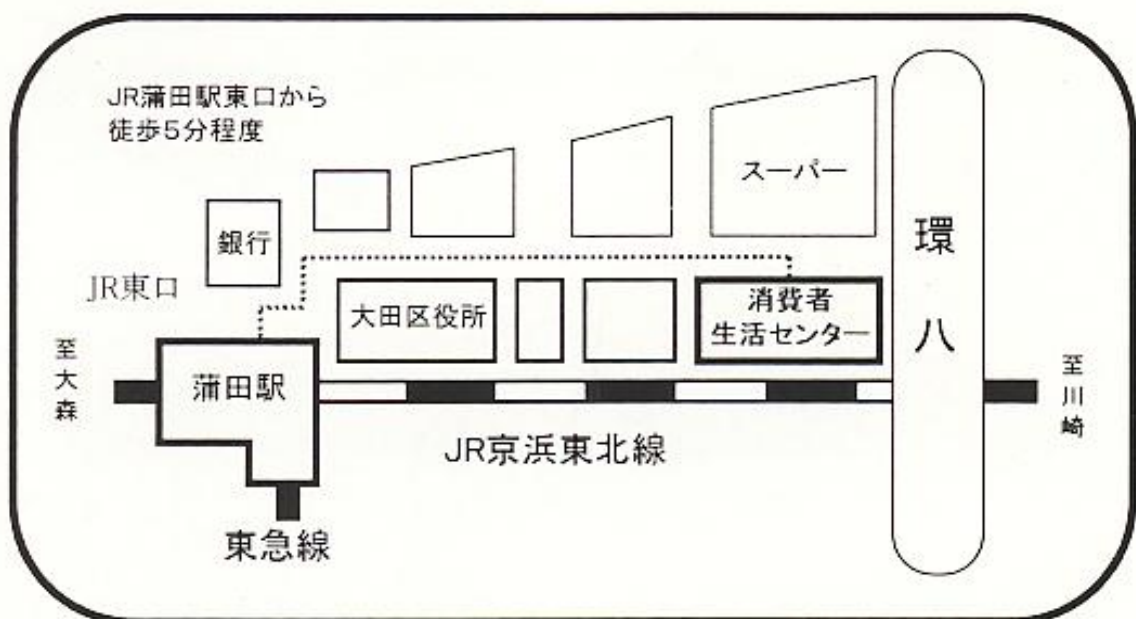 JR蒲田駅東口から
徒歩5分程度
スーパー
銀行
環八
JR東口
大田区役所
消費者
生活センター
至大森
蒲田駅
至川崎
JR京浜東北線
東急線